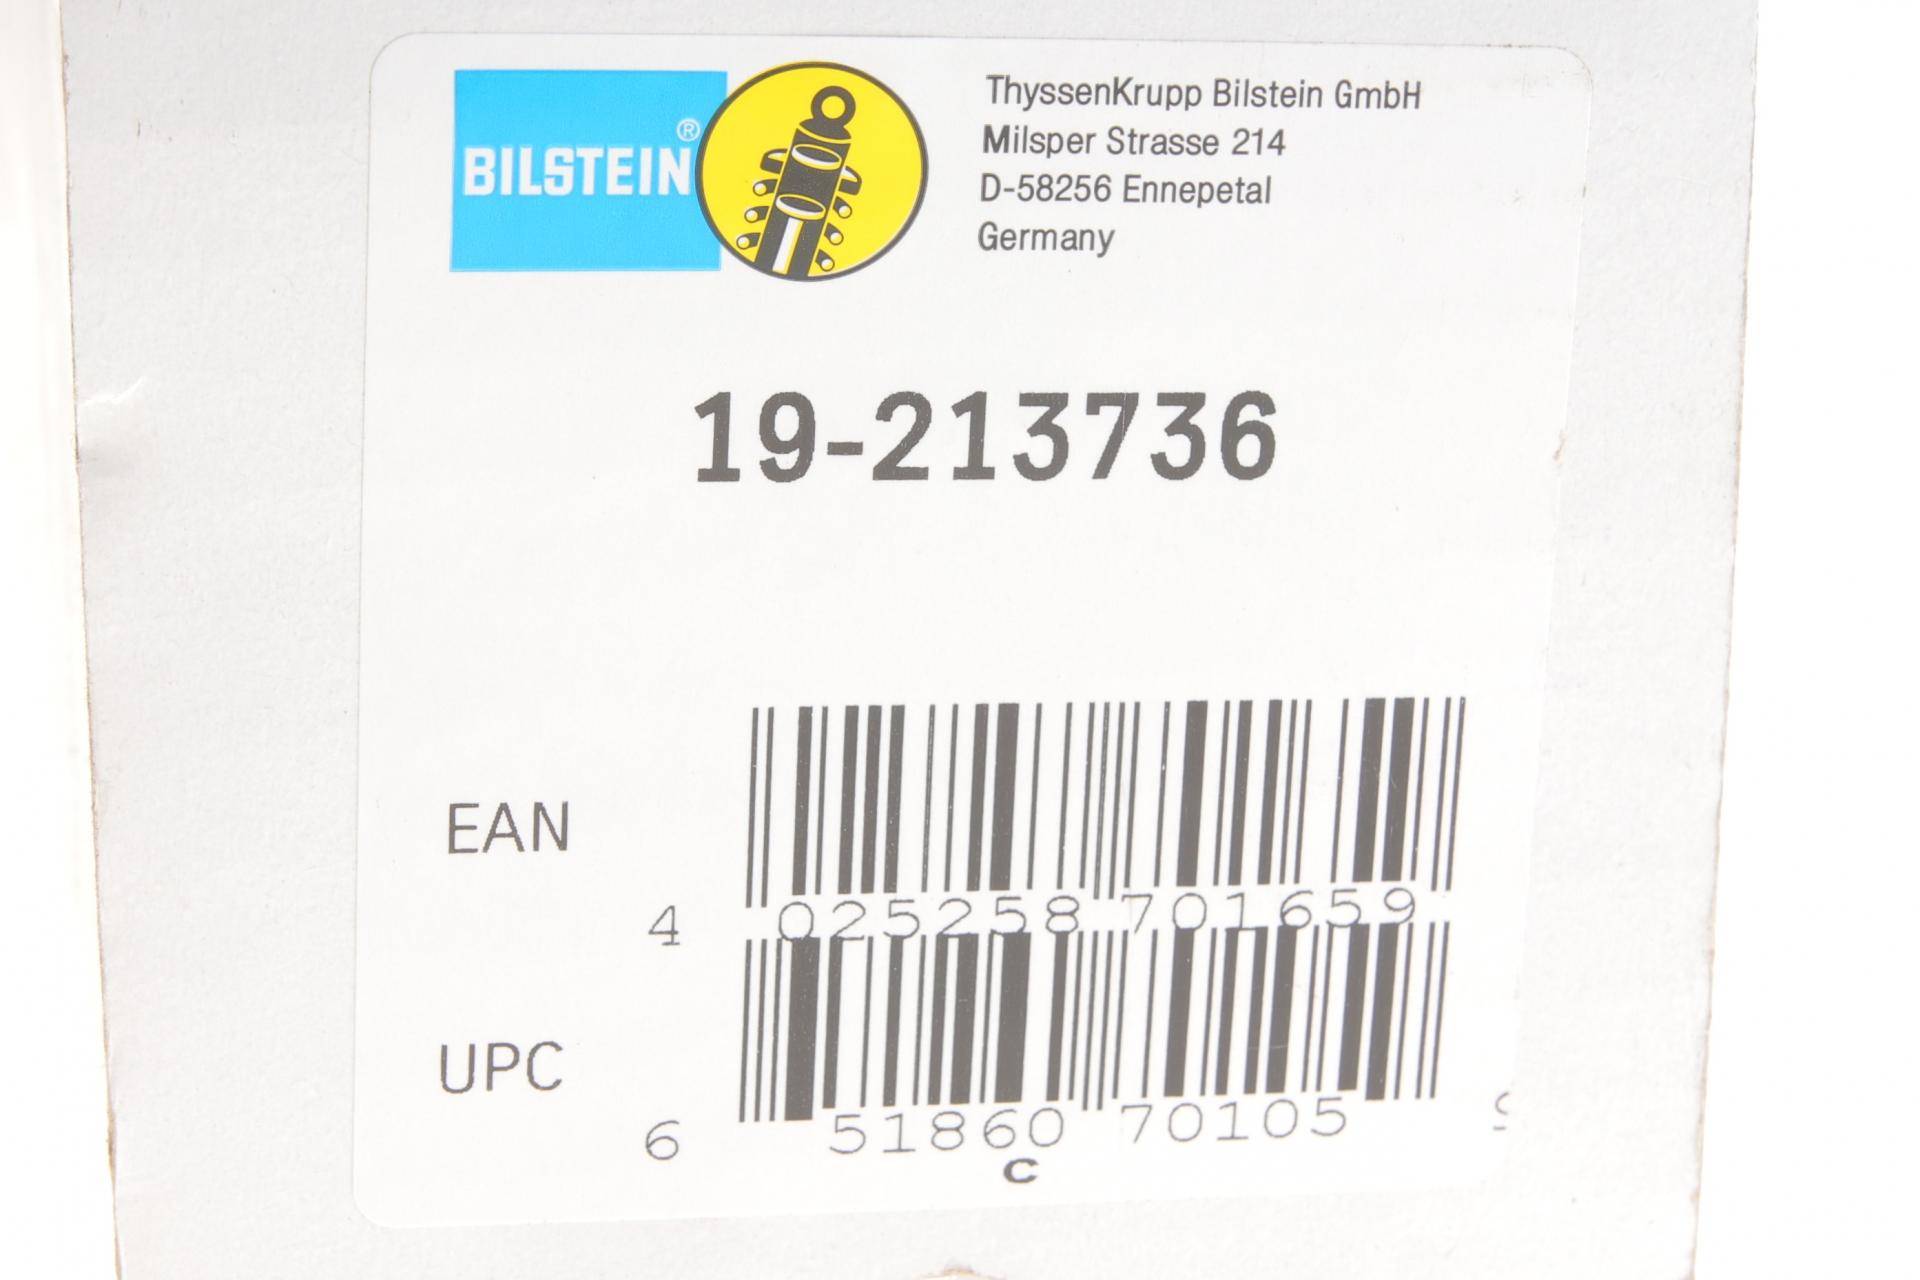 BILSTEIN®
ThyssenKrupp Bilstein GmbH
Milsper Strasse 214
D-58256 Ennepetal
Germany
19-213736
EAN
4 025258 701659
UPC
6 51860 70105 9
C